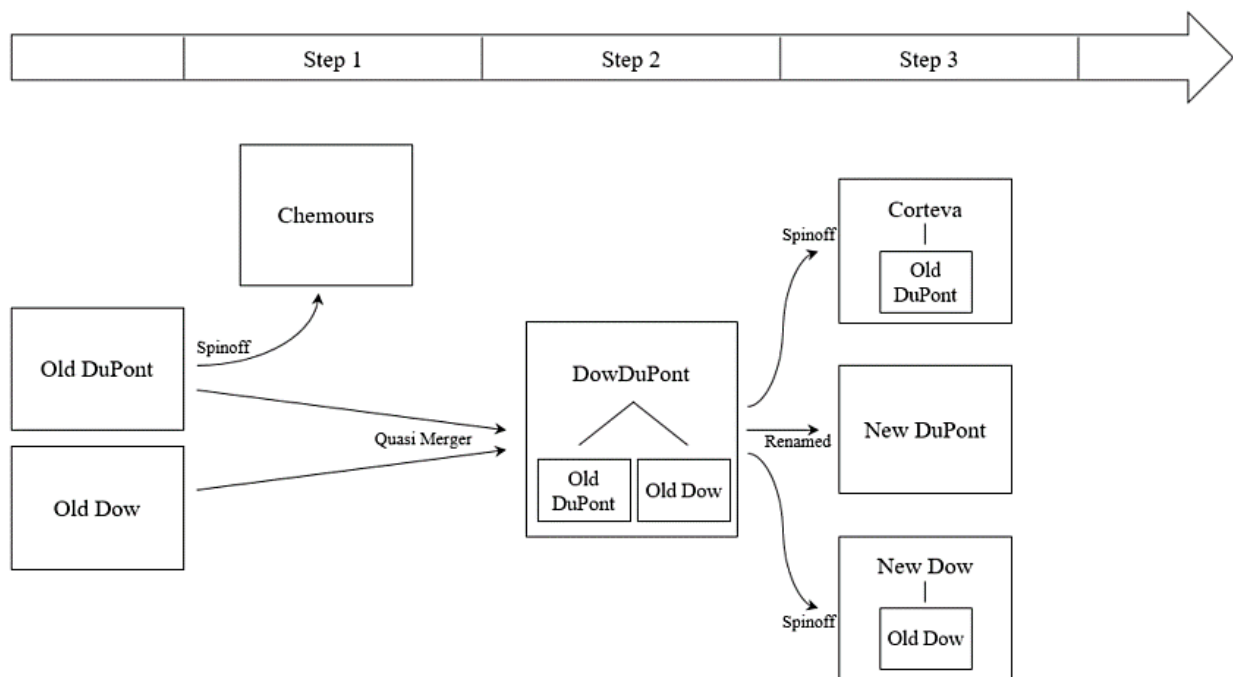 Step 1
Step 2
Step 3
Chemours
Spinoff
Old DuPont
Old Dow
Quasi Merger
DowDuPont
Old
DuPont
Old Dow
Spinoff
Corteva
Old
DuPont
Renamed
New DuPont
Spinoff
New Dow
Old Dow